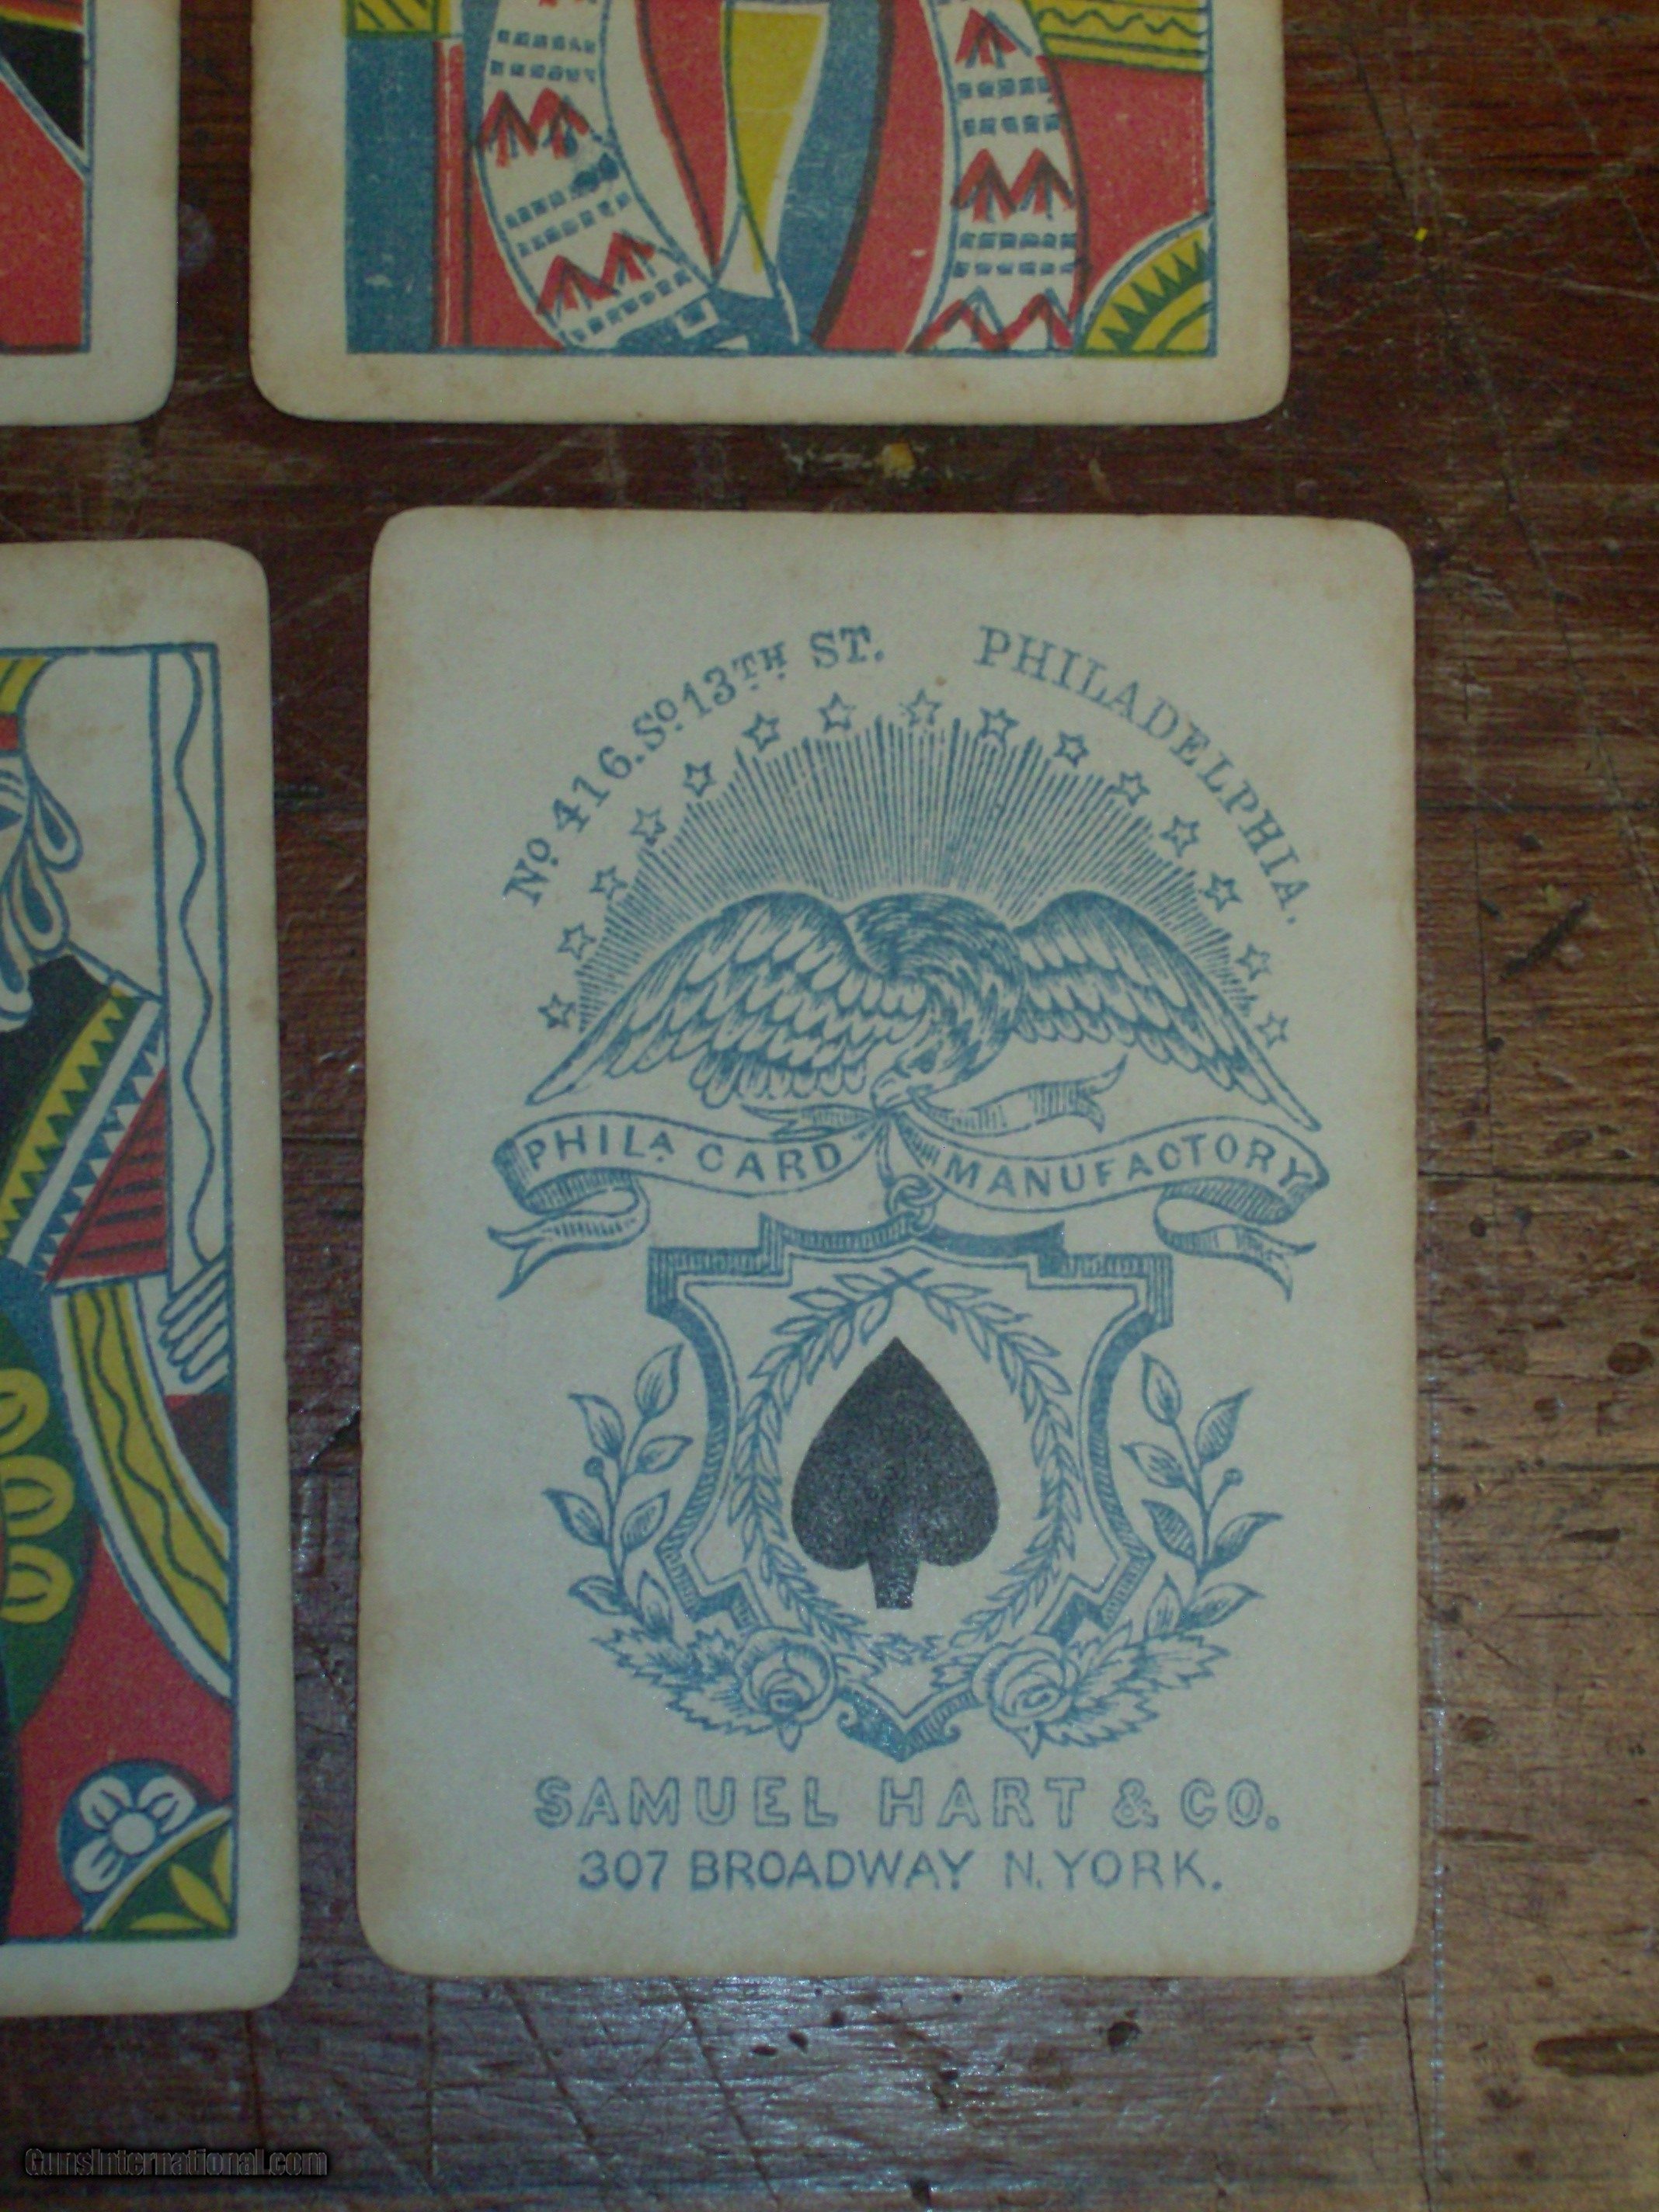 Nº 416. Sº 13TH ST. PHILADELPHIA.
PHILA CARD MANUFACTORY
SAMUEL HART & CO.
307 BROADWAY N. YORK.
GunsInternational.com